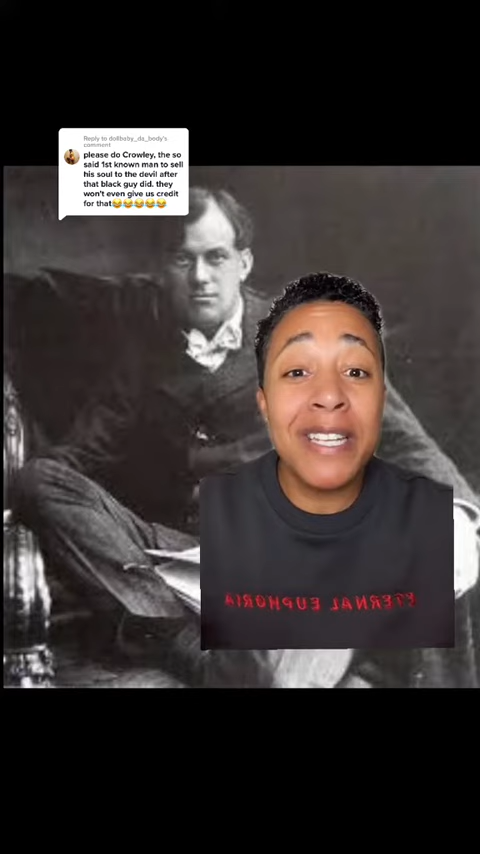 Reply to dollbaby_da_body's
comment
please do Crowley, the so
said 1st known man to sell
his soul to the devil after
that black guy did. they
won't even give us credit
for that😂😂😂😂😂
ETERNAL EUPHORIA